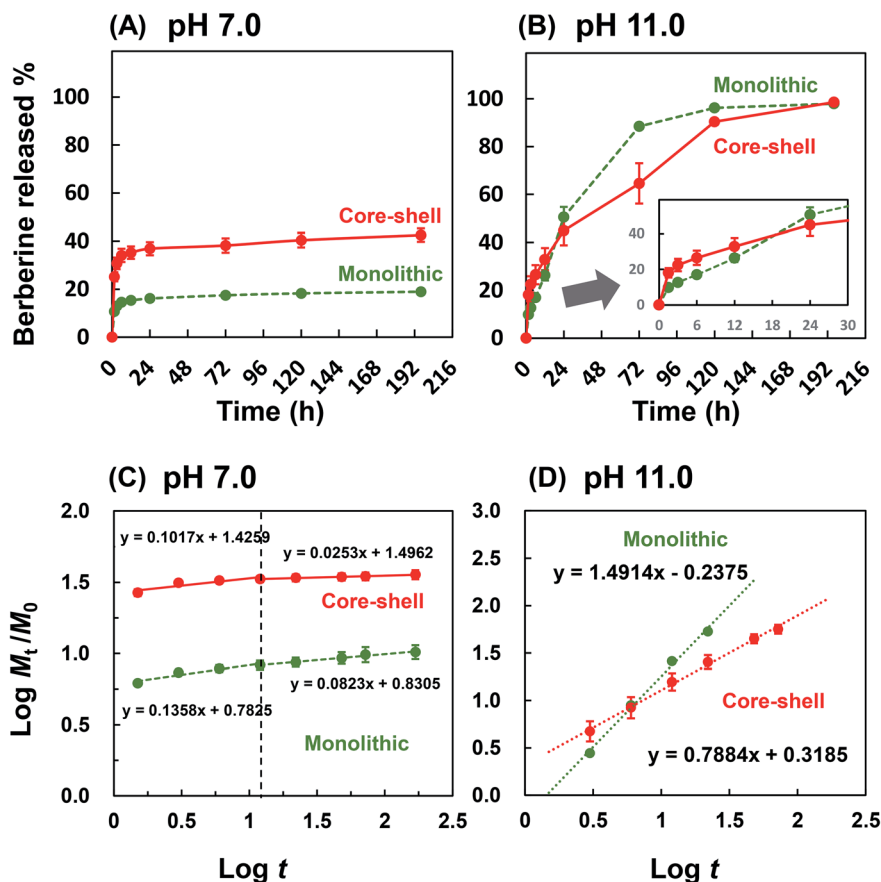 (A) pH 7.0
Berberine released %
100
80
60
40
20
0
Core-shell
Monolithic
0 24 48 72 96 120 144 168 192 216
Time (h)
(B) pH 11.0
100
80
60
40
20
0
Monolithic
Core-shell
40
20
0
0 6 12 18 24 30
0 24 48 72 96 120 144 168 192 216
Time (h)
(C) pH 7.0
Log Mt/M0
2.0
1.5
1.0
0.5
0.0
y = 0.1017x + 1.4259
y = 0.0253x + 1.4962
Core-shell
y = 0.0823x + 0.8305
y = 0.1358x + 0.7825
Monolithic
0 0.5 1 1.5 2 2.5
Log t
(D) pH 11.0
3.0
2.5
2.0
1.5
1.0
0.5
0.0
Monolithic
y = 1.4914x - 0.2375
Core-shell
y = 0.7884x + 0.3185
0 0.5 1 1.5 2 2.5
Log t